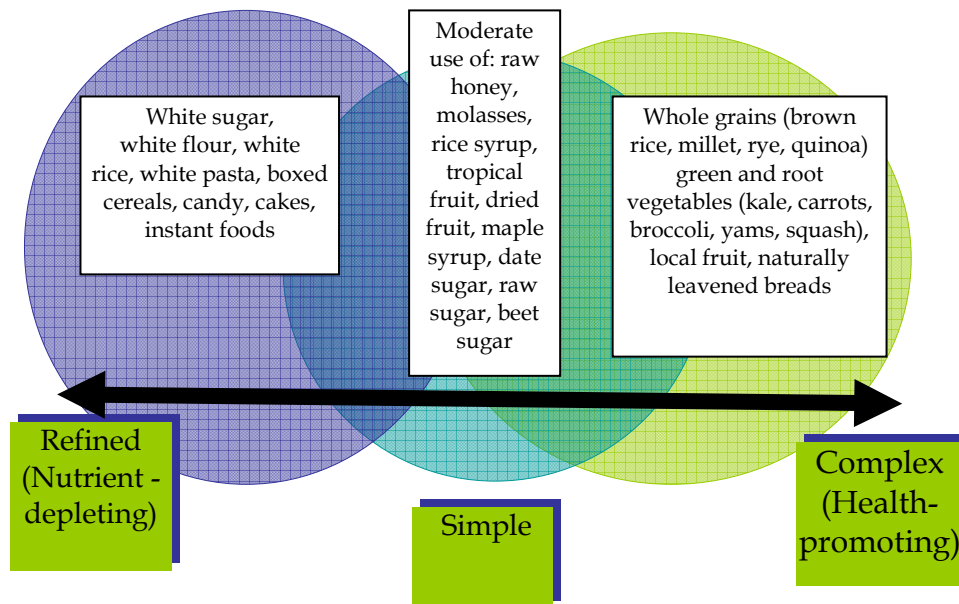 White sugar,
white flour, white
rice, white pasta, boxed
cereals, candy, cakes,
instant foods
Moderate
use of: raw
honey,
molasses,
rice syrup,
tropical
fruit, dried
fruit, maple
syrup, date
sugar, raw
sugar, beet
sugar
Whole grains (brown
rice, millet, rye, quinoa)
green and root
vegetables (kale, carrots,
broccoli, yams, squash),
local fruit, naturally
leavened breads
Refined
(Nutrient -
depleting)
Simple
Complex
(Health-
promoting)